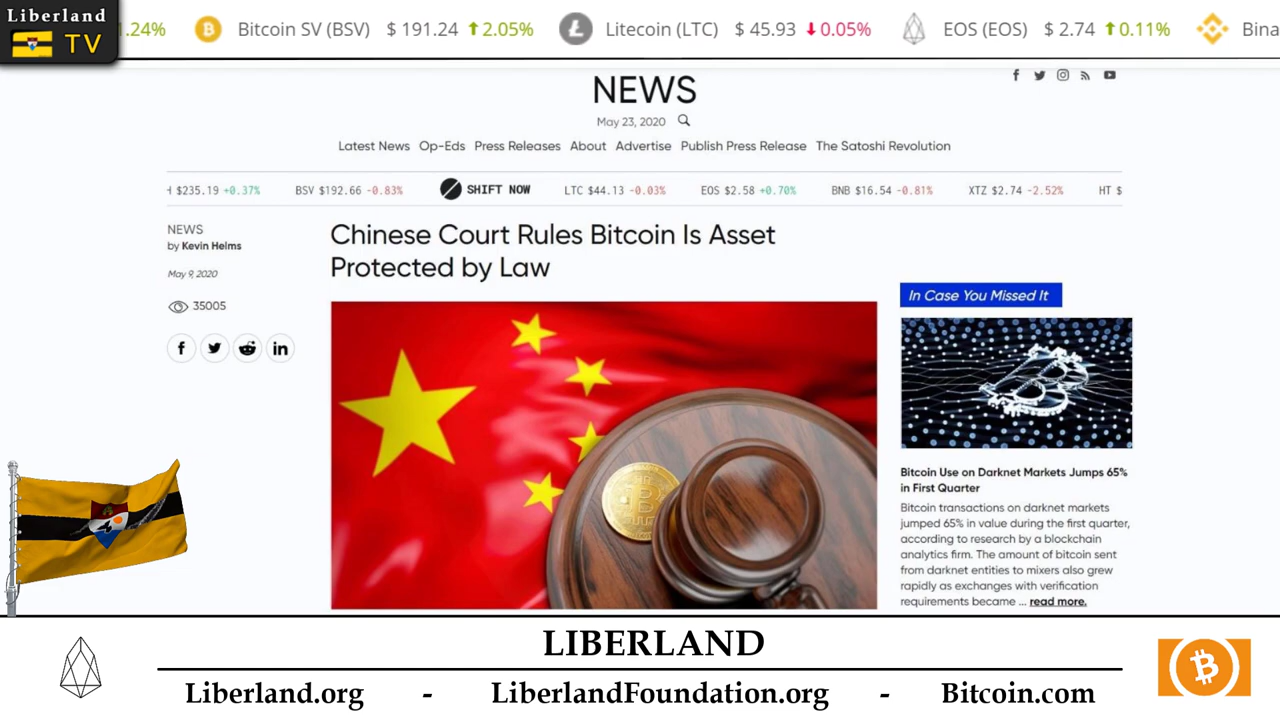 Liberland
TV
1.24% Bitcoin SV (BSV) $ 191.24 2.05% Litecoin (LTC) $ 45.93 0.05% EOS (EOS) $ 2.74 0.11% Bina
NEWS
May 23, 2020
Latest News Op-Eds Press Releases About Advertise Publish Press Release The Satoshi Revolution
H $235.19 +0.37% BSV $192.66 -0.83% SHIFT NOW LTC $44.13 -0.03% EOS $2.58 +0.70% BNB $16.54 -0.81% XTZ $2.74 -2.52% HT $
NEWS
by Kevin Helms
May 9, 2020
35005
Chinese Court Rules Bitcoin Is Asset
Protected by Law
In Case You Missed It
Bitcoin Use on Darknet Markets Jumps 65%
in First Quarter
Bitcoin transactions on darknet markets
jumped 65% in value during the first quarter,
according to research by a blockchain
analytics firm. The amount of bitcoin sent
from darknet entities to mixers also grew
rapidly as exchanges with verification
requirements became ... read more.
LIBERLAND
Liberland.org - LiberlandFoundation.org - Bitcoin.com